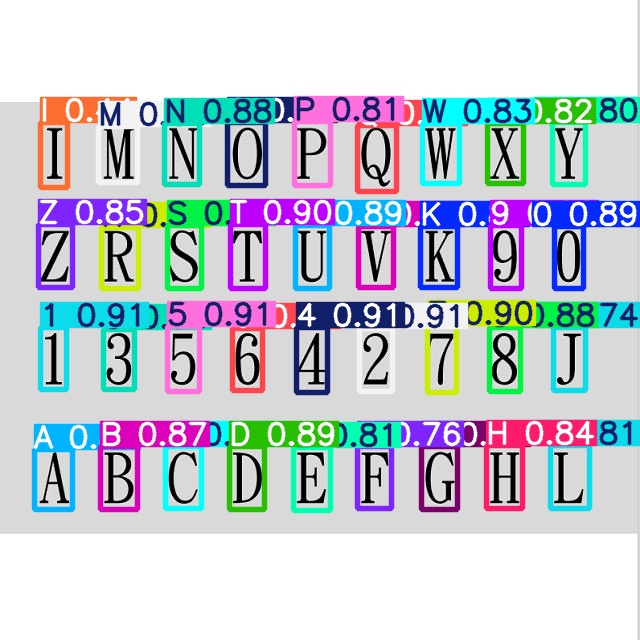 I 0. M 0. N 0.88 0. P 0.81 0. W 0.83 0.82 80
I M N O P Q W X Y
Z 0.85 0. S 0. T 0.90 0.89 K 0.9 0 0.89
Z R S T U V K 9 0
1 0.91 5 0.91 0.4 0.91 0.91 0.90 0.88 74
1 3 5 6 4 2 7 8 J
A 0. B 0.87 0. D 0.89 0.81 0.76 0. H 0.84 81
A B C D E F G H L